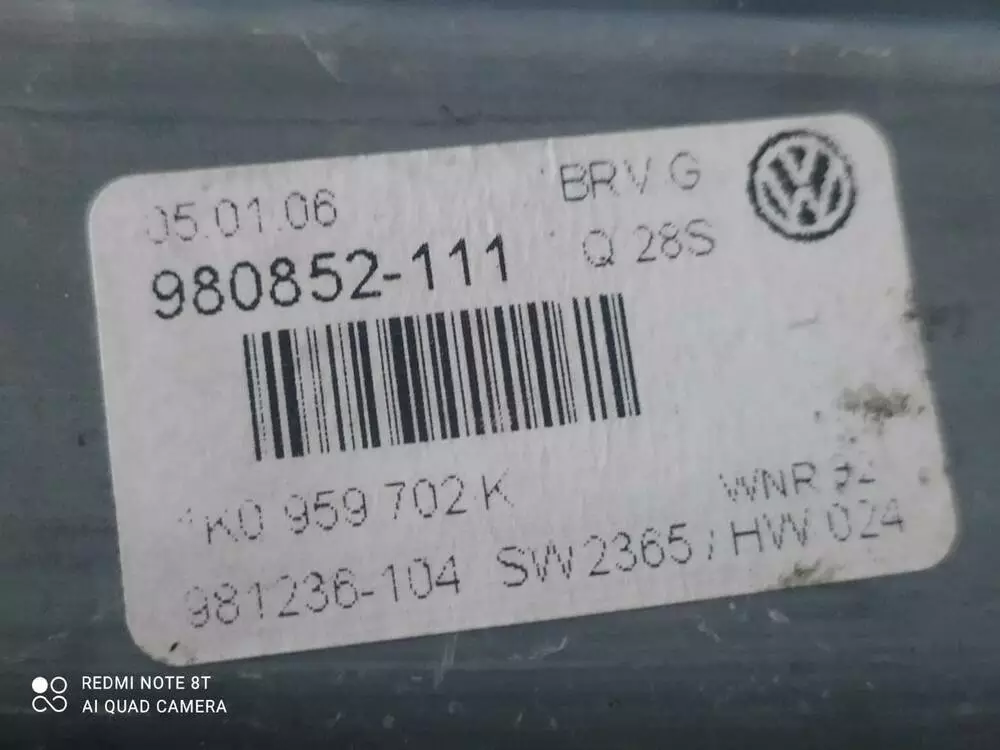 05.01.06
BRV G
980852-111
Q 28S
1K0 959 702 K
WNR
981236-104 SW 2365 / HW 024
REDMI NOTE 8T
AI QUAD CAMERA